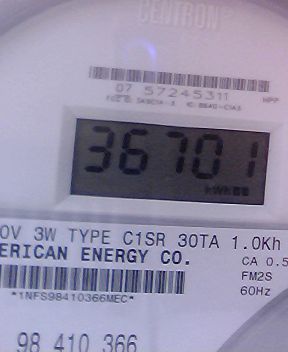 CENTRON
07 57245311
36701
kWh
0V 3W TYPE C1SR 30TA 1.0Kh
ERICAN ENERGY CO. CA 0.5
FM2S
*1NFS98410366MEC* 60Hz
98 410 366